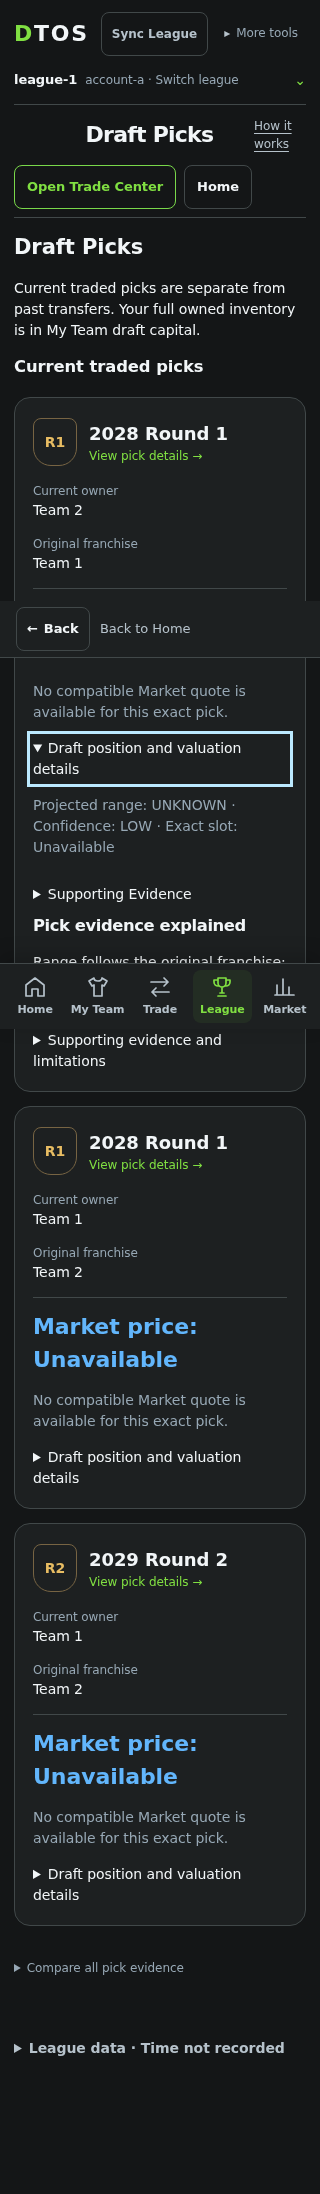 DTOS
Sync League
▸ More tools
league-1 account-a · Switch league
Draft Picks
How it
works
Open Trade Center
Home
Draft Picks
Current traded picks are separate from
past transfers. Your full owned inventory
is in My Team draft capital.
Current traded picks
R1
2028 Round 1
View pick details →
Current owner
Team 2
Original franchise
Team 1
← Back
Back to Home
No compatible Market quote is
available for this exact pick.
▼ Draft position and valuation
details
Projected range: UNKNOWN ·
Confidence: LOW · Exact slot:
Unavailable
▶ Supporting Evidence
Pick evidence explained
Range follows the original franchise;
Home
My Team
Trade
League
Market
▶ Supporting evidence and
limitations
R1
2028 Round 1
View pick details →
Current owner
Team 1
Original franchise
Team 2
Market price:
Unavailable
No compatible Market quote is
available for this exact pick.
▶ Draft position and valuation
details
R2
2029 Round 2
View pick details →
Current owner
Team 1
Original franchise
Team 2
Market price:
Unavailable
No compatible Market quote is
available for this exact pick.
▶ Draft position and valuation
details
▶ Compare all pick evidence
▶ League data · Time not recorded